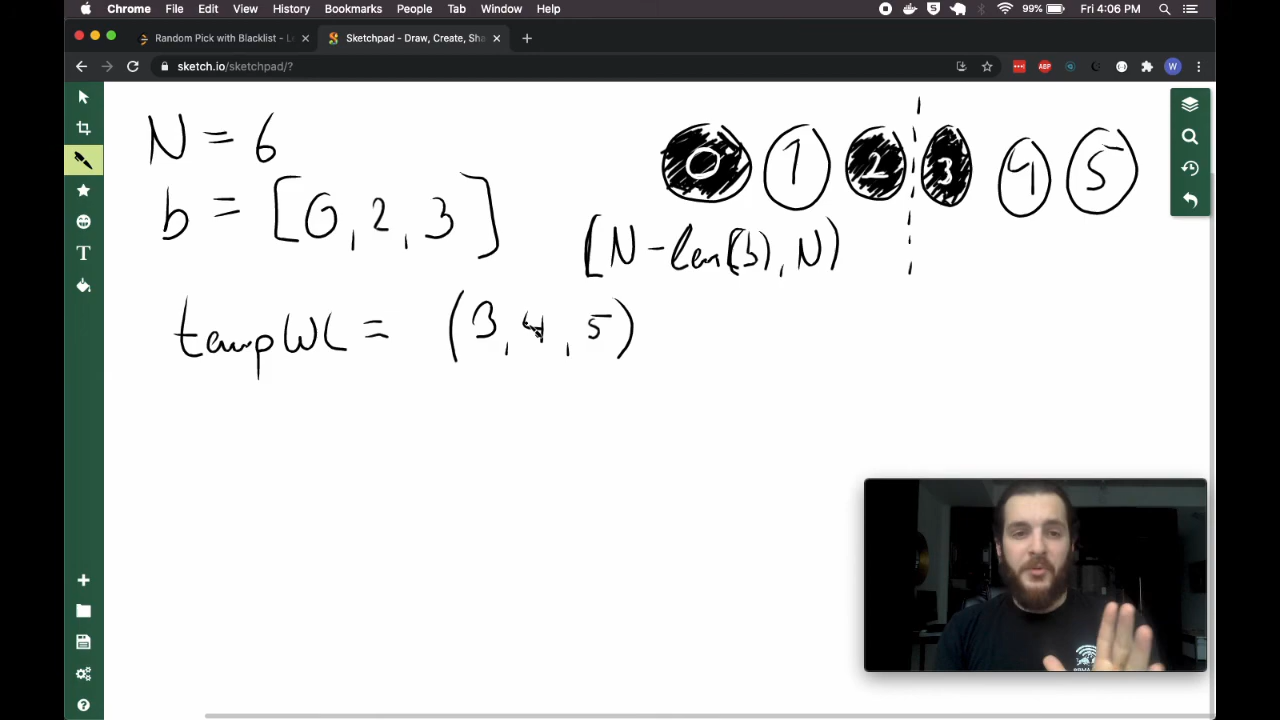 Chrome File Edit View History Bookmarks People Tab Window Help 99% Fri 4:06 PM
Random Pick with Blacklist - L Sketchpad - Draw, Create, Sha
sketch.io/sketchpad/? ABP W
N = 6
0 1 2 3 4 5
b = [0, 2, 3]
[N-len(b), N)
tempWL = (3, 4, 5)
T
?